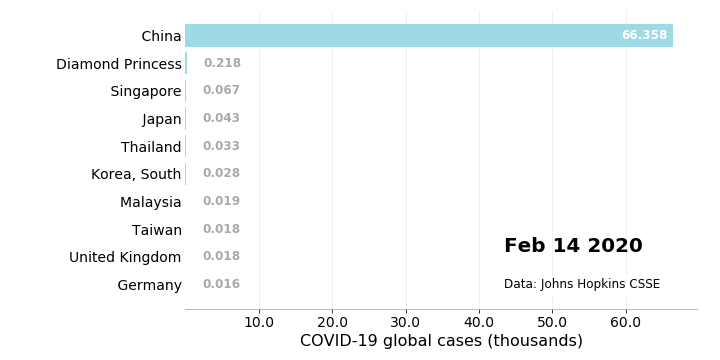 China 66.358
Diamond Princess 0.218
Singapore 0.067
Japan 0.043
Thailand 0.033
Korea, South 0.028
Malaysia 0.019
Taiwan 0.018
United Kingdom 0.018
Germany 0.016
Feb 14 2020
Data: Johns Hopkins CSSE
10.0 20.0 30.0 40.0 50.0 60.0
COVID-19 global cases (thousands)